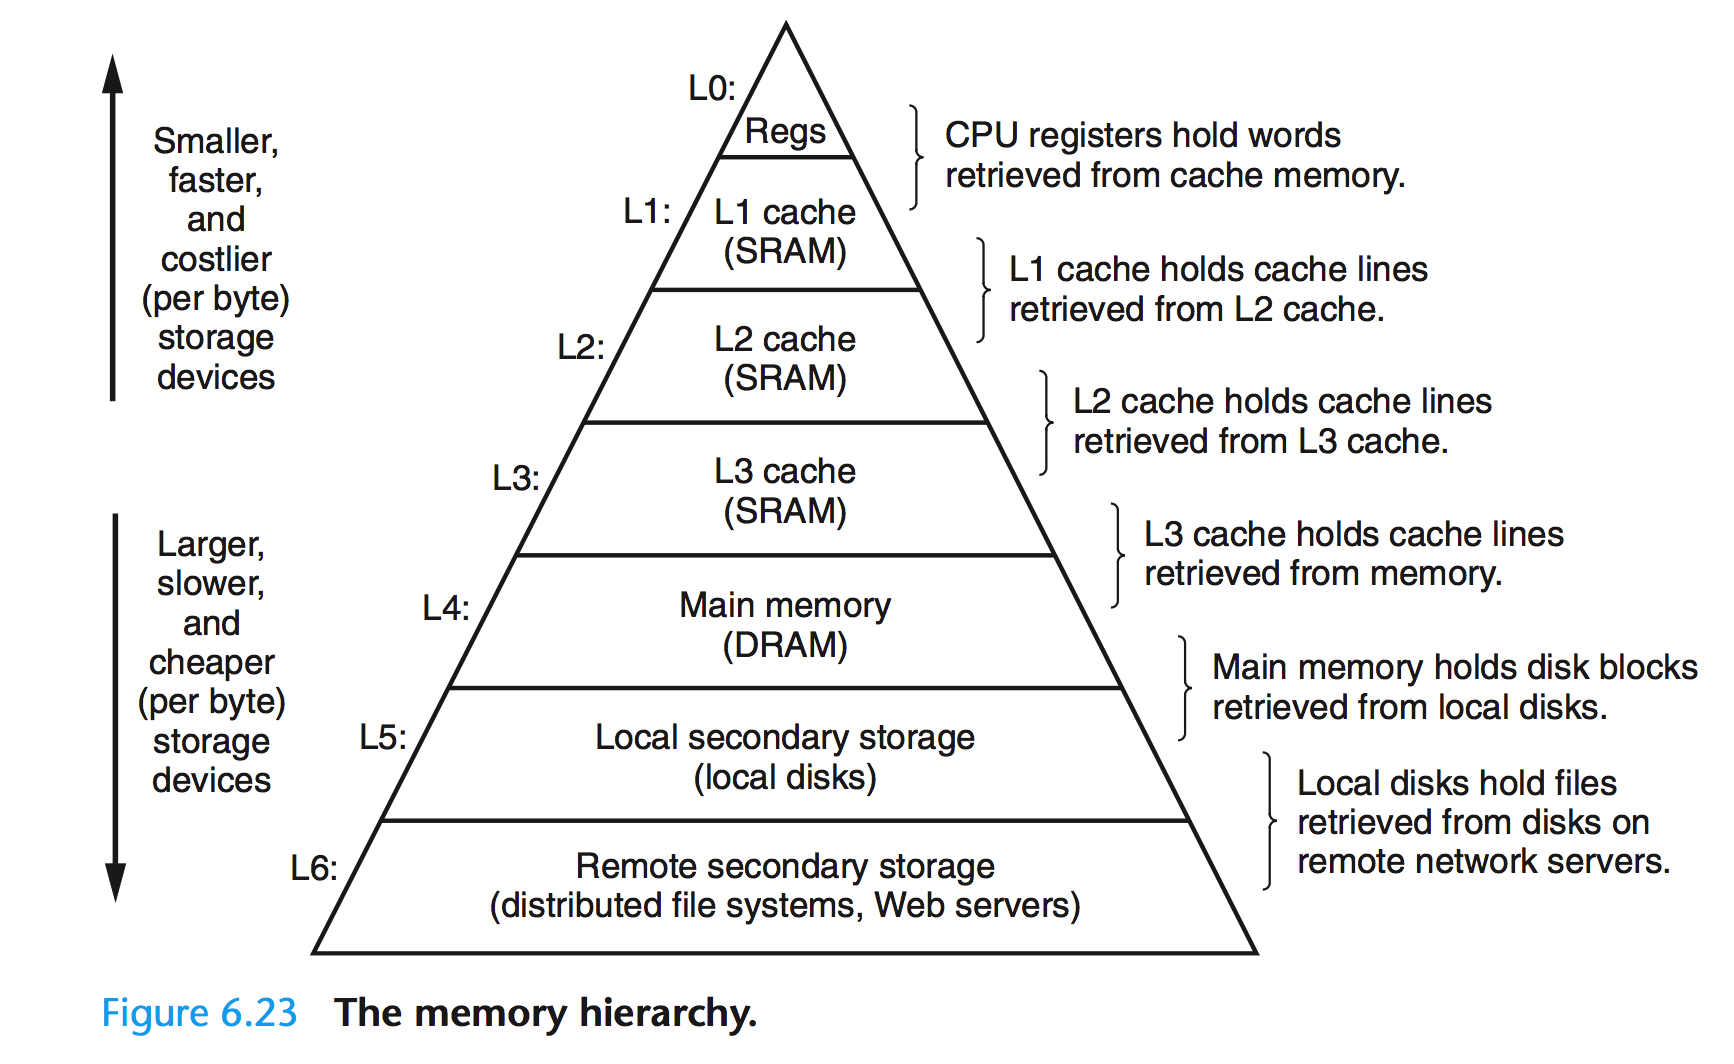 Smaller,
faster,
and
costlier
(per byte)
storage
devices
Larger,
slower,
and
cheaper
(per byte)
storage
devices
L0:
Regs
CPU registers hold words
retrieved from cache memory.
L1:
L1 cache
(SRAM)
L1 cache holds cache lines
retrieved from L2 cache.
L2:
L2 cache
(SRAM)
L2 cache holds cache lines
retrieved from L3 cache.
L3:
L3 cache
(SRAM)
L3 cache holds cache lines
retrieved from memory.
L4:
Main memory
(DRAM)
Main memory holds disk blocks
retrieved from local disks.
L5:
Local secondary storage
(local disks)
Local disks hold files
retrieved from disks on
remote network servers.
L6:
Remote secondary storage
(distributed file systems, Web servers)
Figure 6.23 The memory hierarchy.